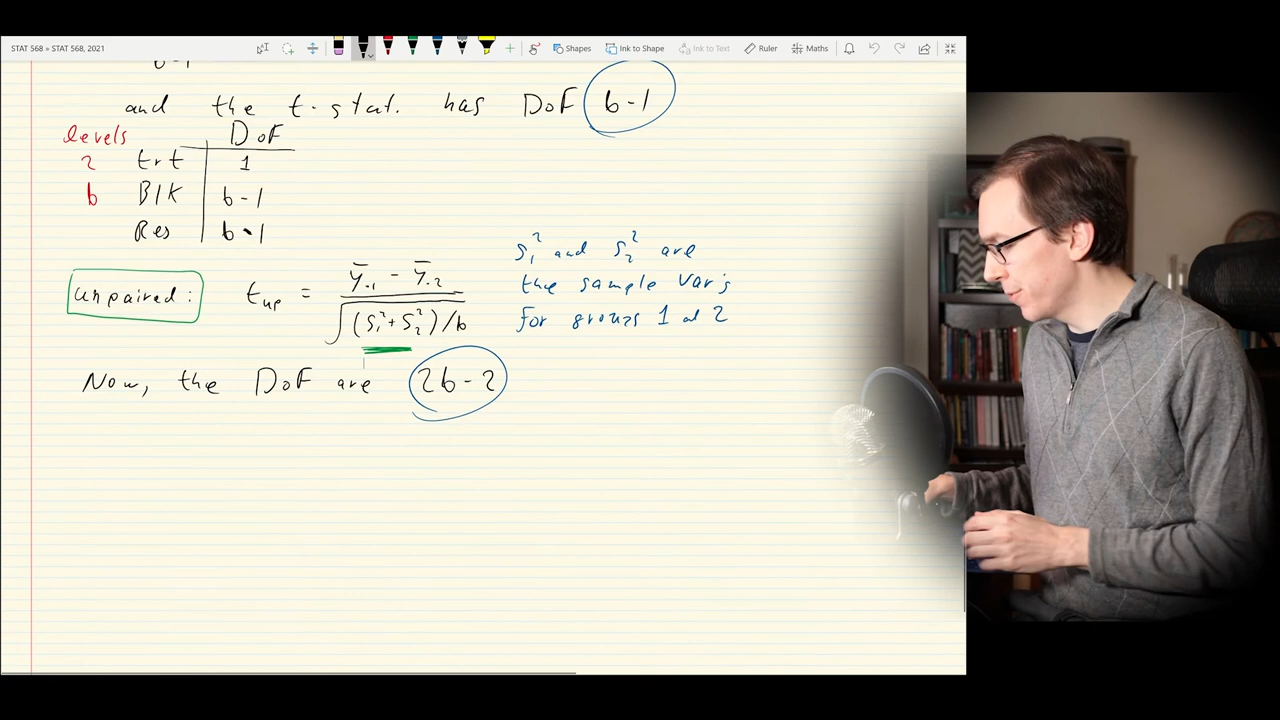 STAT 568 » STAT 568, 2021
Shapes Ink to Shape Ink to Text Ruler Maths
b-1
and the t-stat. has DoF b-1
levels DoF
2 trt 1
b Blk b-1
Res b-1
unpaired: t_up = (ȳ.1 - ȳ.2) / √((S₁²+S₂²)/b)
S₁² and S₂² are
the sample var's
for groups 1 and 2
Now, the DoF are 2b-2